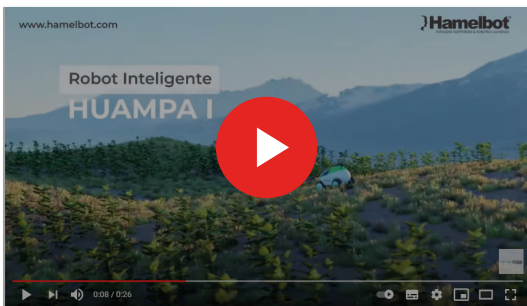 www.hamelbot.com
Hamelbot
Robot Inteligente
HUAMPA I
0:08 / 0:26